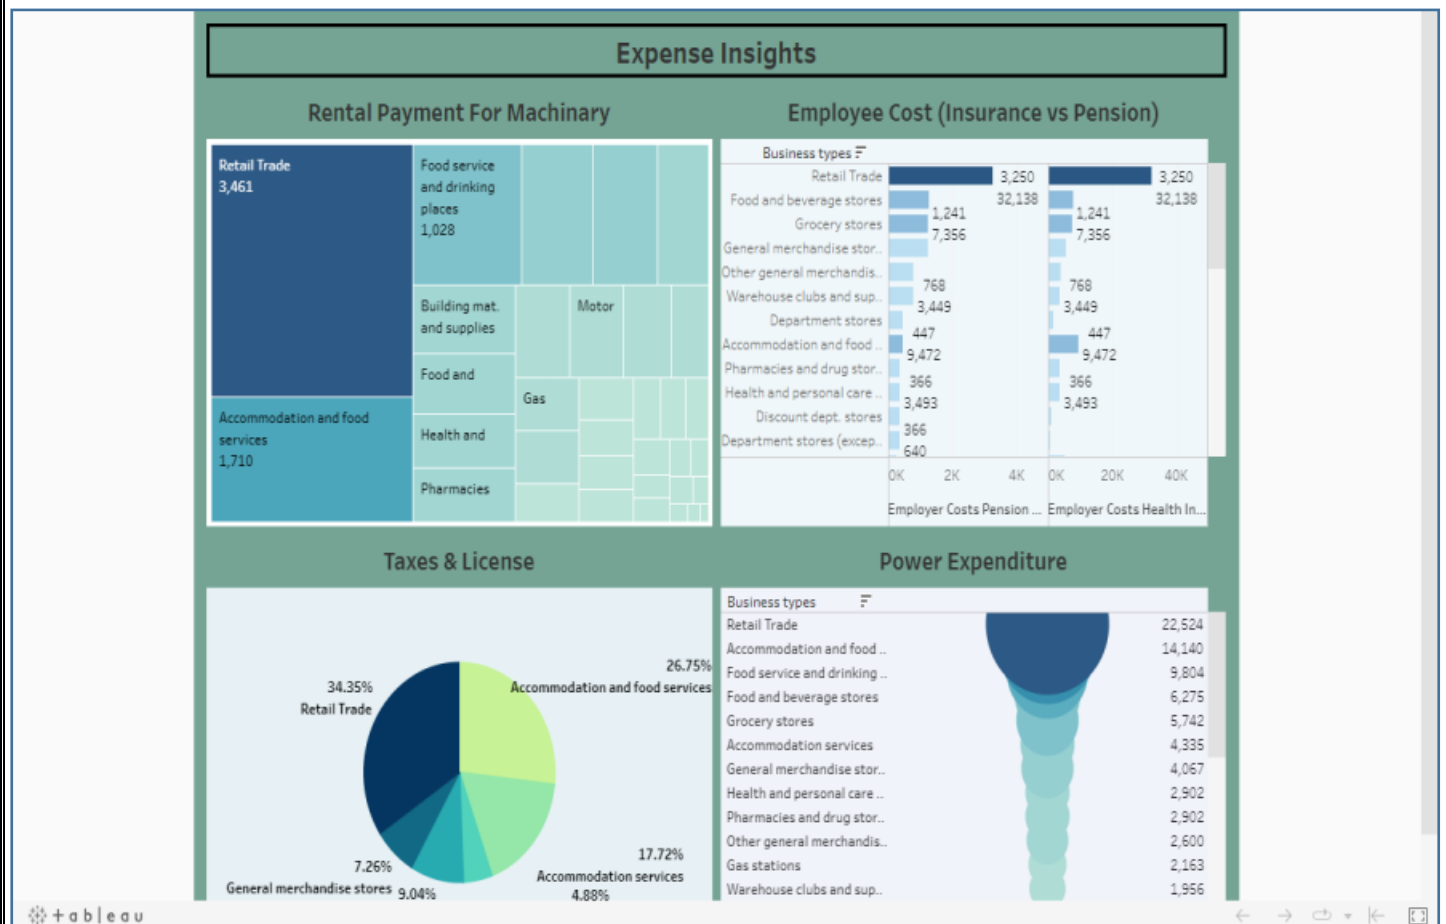 Expense Insights
Rental Payment For Machinary
Retail Trade
3,461
Food service
and drinking
places
1,028
Building mat.
and supplies
Motor
Food and
Gas
Health and
Pharmacies
Accommodation and food
services
1,710
Employee Cost (Insurance vs Pension)
Business types
Retail Trade
3,250
3,250
Food and beverage stores
32,138
32,138
Grocery stores
1,241
1,241
7,356
7,356
General merchandise stor..
Other general merchandis..
768
768
Warehouse clubs and sup..
3,449
3,449
Department stores
447
447
Accommodation and food ..
9,472
9,472
Pharmacies and drug stor..
366
366
Health and personal care ..
3,493
3,493
Discount dept. stores
366
Department stores (excep..
640
0K 2K 4K 0K 20K 40K
Employer Costs Pension ... Employer Costs Health In...
Taxes & License
26.75%
Accommodation and food services
34.35%
Retail Trade
17.72%
Accommodation services
4.88%
7.26%
General merchandise stores
9.04%
Power Expenditure
Business types
Retail Trade 22,524
Accommodation and food .. 14,140
Food service and drinking .. 9,804
Food and beverage stores 6,275
Grocery stores 5,742
Accommodation services 4,335
General merchandise stor.. 4,067
Health and personal care .. 2,902
Pharmacies and drug stor.. 2,902
Other general merchandis.. 2,600
Gas stations 2,163
Warehouse clubs and sup.. 1,956
+ableau